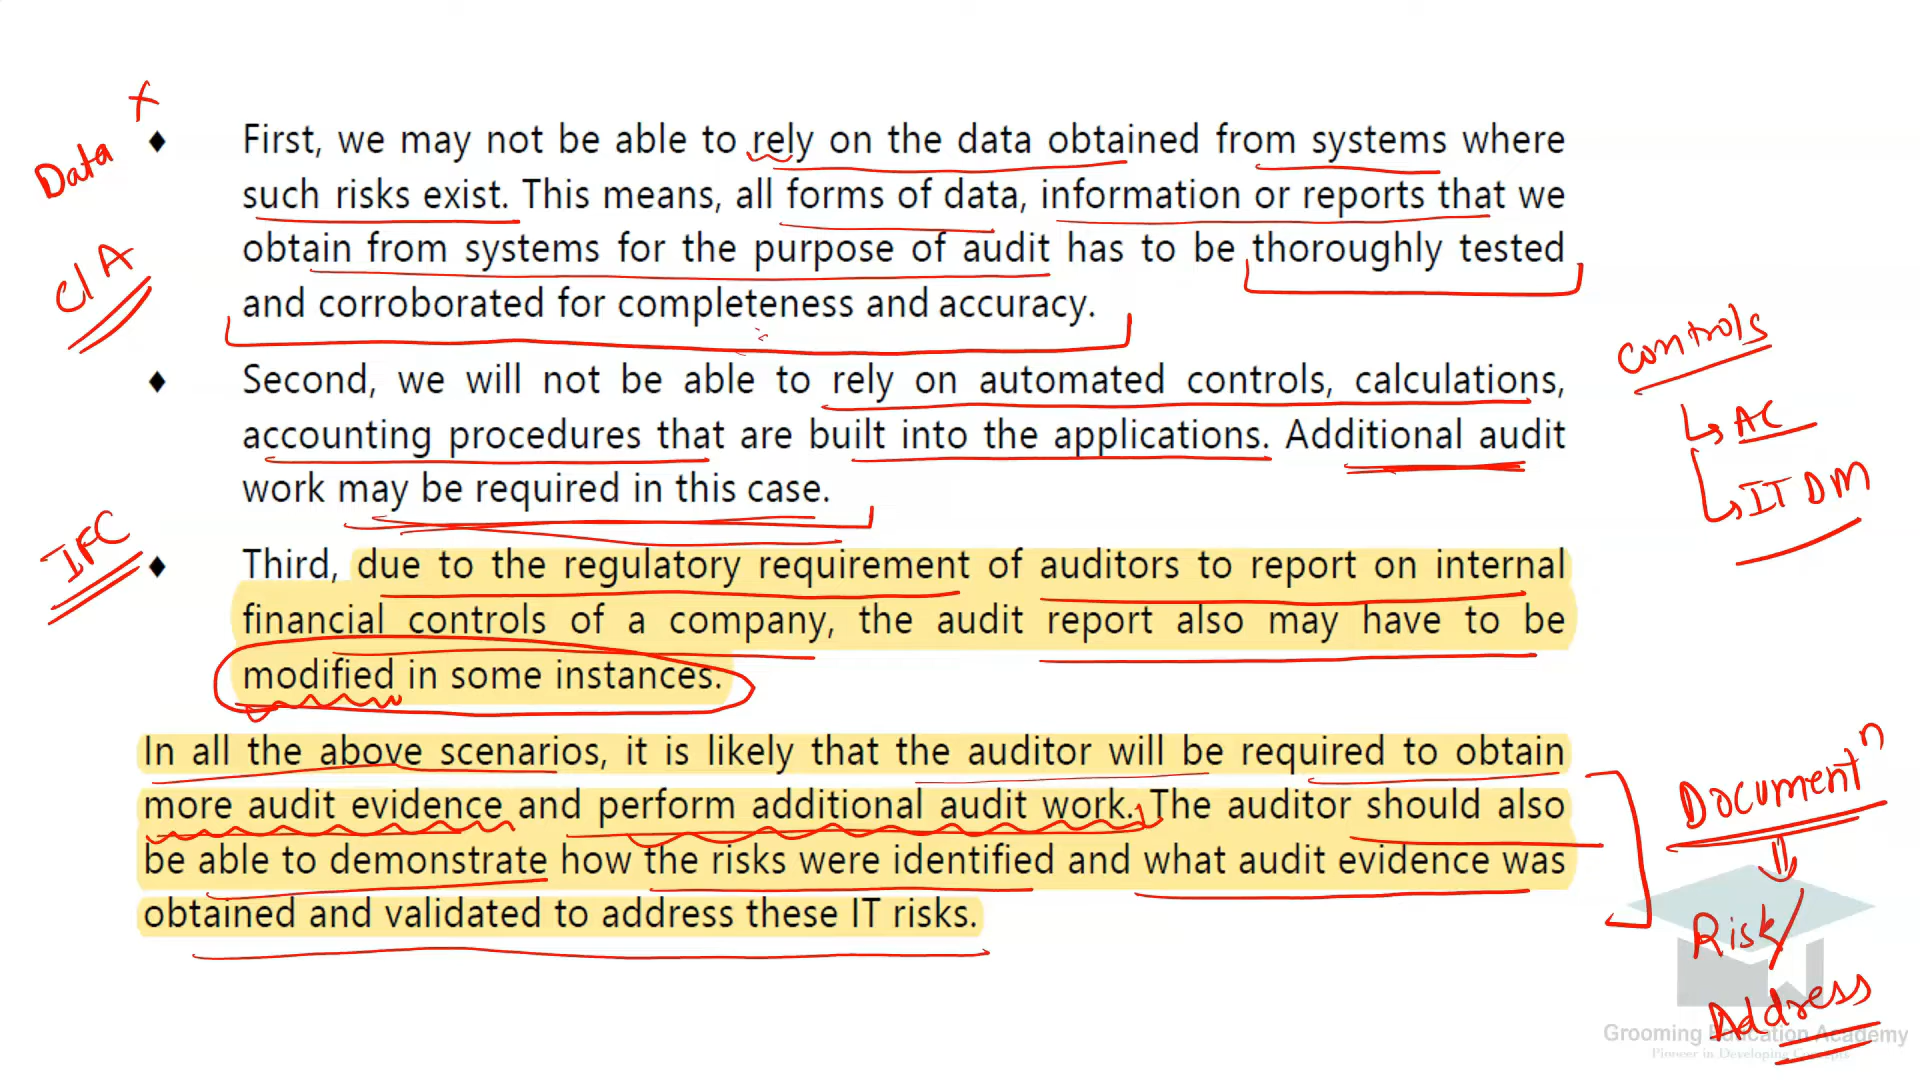 Data x
♦ First, we may not be able to rely on the data obtained from systems where
such risks exist. This means, all forms of data, information or reports that we
obtain from systems for the purpose of audit has to be thoroughly tested
and corroborated for completeness and accuracy.
C/A
♦ Second, we will not be able to rely on automated controls, calculations,
accounting procedures that are built into the applications. Additional audit
work may be required in this case.
Controls
AC
ITDM
IFC
♦ Third, due to the regulatory requirement of auditors to report on internal
financial controls of a company, the audit report also may have to be
modified in some instances.
In all the above scenarios, it is likely that the auditor will be required to obtain
more audit evidence and perform additional audit work. The auditor should also
be able to demonstrate how the risks were identified and what audit evidence was
obtained and validated to address these IT risks.
Documentⁿ
Risk/
Address
Grooming Education Academy
Pioneer in Developing Concepts